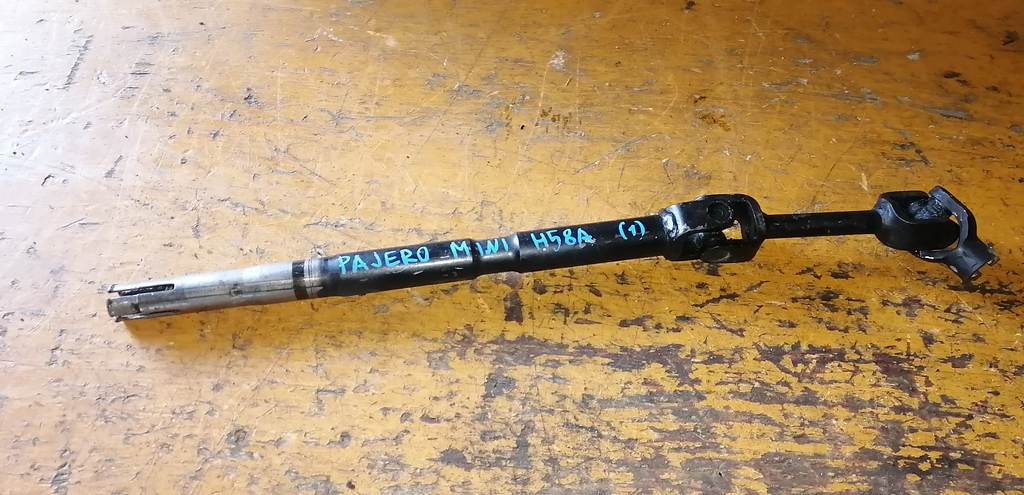 PAJERO MINI H58A (1)